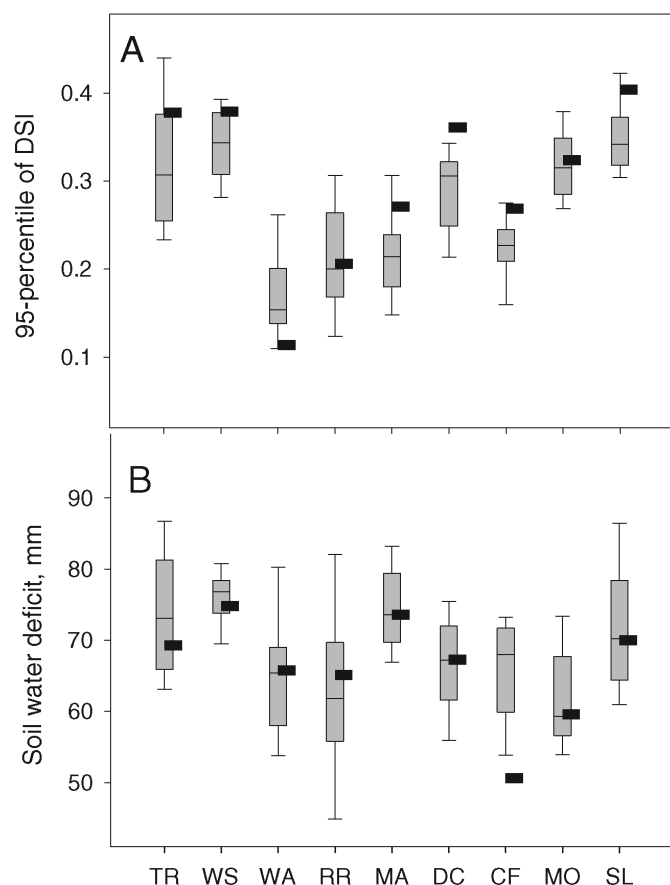 A
95-percentile of DSI
0.4
0.3
0.2
0.1
B
Soil water deficit, mm
90
80
70
60
50
TR WS WA RR MA DC CF MO SL